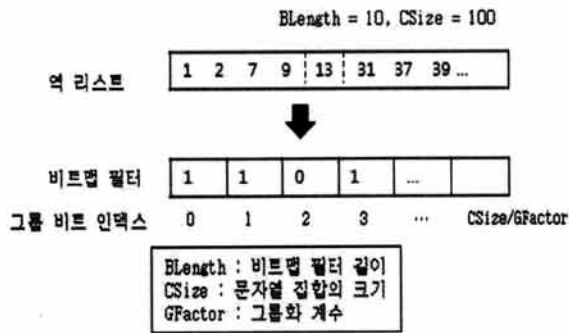 BLength = 10, CSize = 100
역 리스트 1 2 7 9 13 31 37 39 ...
비트맵 필터 1 1 0 1 ...
그룹 비트 인덱스 0 1 2 3 ... CSize/GFactor
BLength : 비트맵 필터 길이
CSize : 문자열 집합의 크기
GFactor : 그룹화 계수